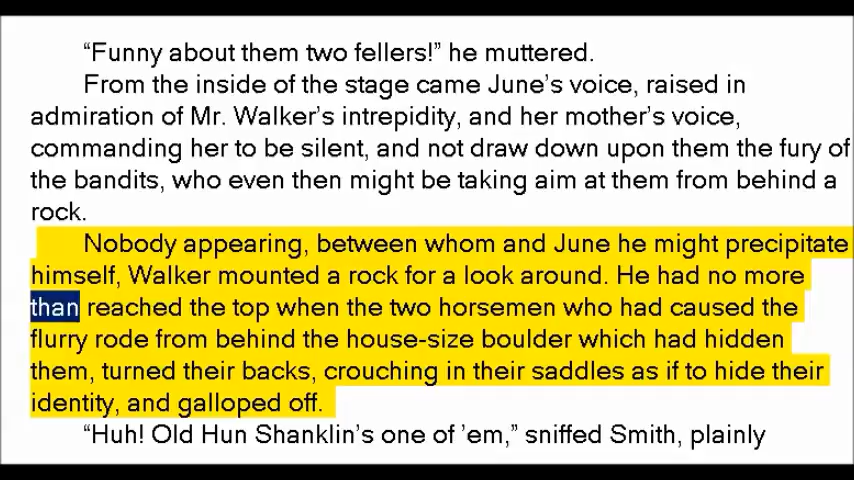 “Funny about them two fellers!” he muttered.
From the inside of the stage came June’s voice, raised in
admiration of Mr. Walker’s intrepidity, and her mother’s voice,
commanding her to be silent, and not draw down upon them the fury of
the bandits, who even then might be taking aim at them from behind a
rock.
Nobody appearing, between whom and June he might precipitate
himself, Walker mounted a rock for a look around. He had no more
than reached the top when the two horsemen who had caused the
flurry rode from behind the house-size boulder which had hidden
them, turned their backs, crouching in their saddles as if to hide their
identity, and galloped off.
“Huh! Old Hun Shanklin’s one of ’em,” sniffed Smith, plainly